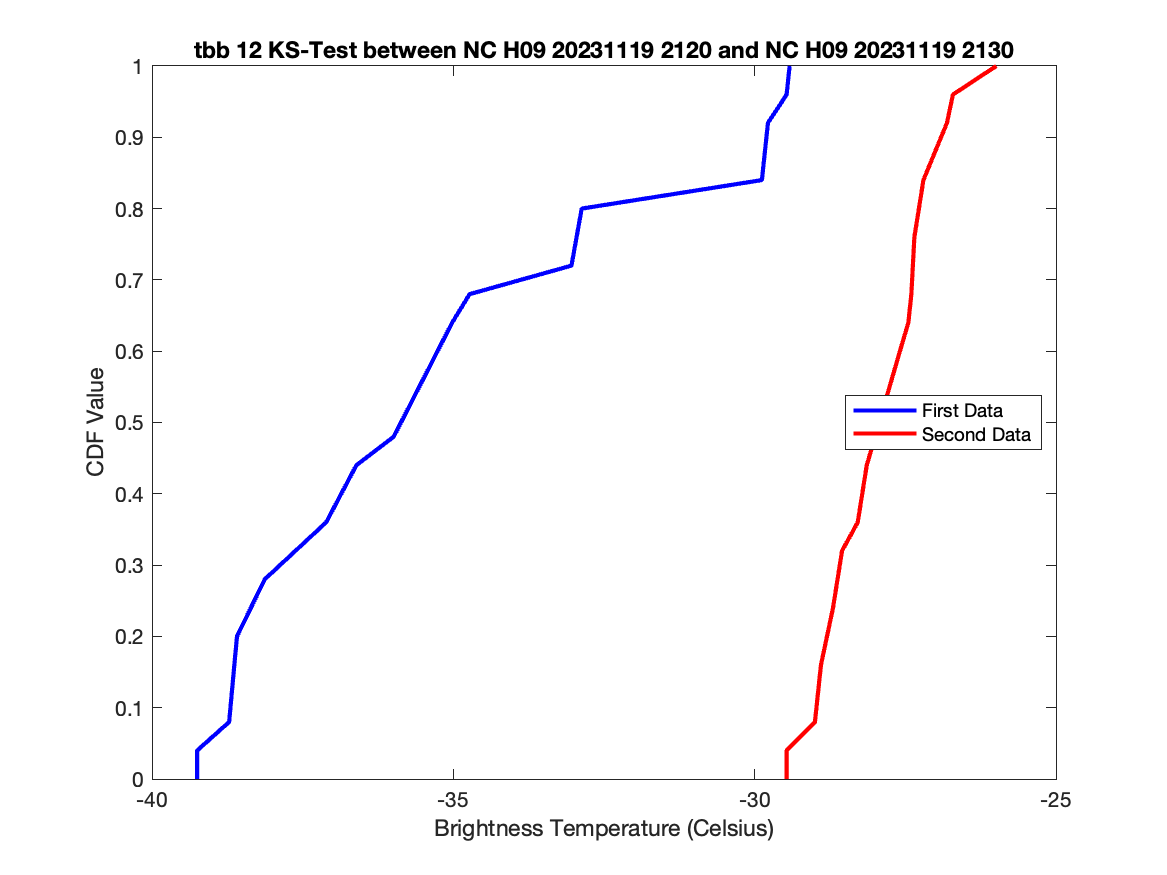 tbb 12 KS-Test between NC H09 20231119 2120 and NC H09 20231119 2130
1
0.9
0.8
0.7
0.6
0.5
0.4
0.3
0.2
0.1
0
CDF Value
First Data
Second Data
-40 -35 -30 -25
Brightness Temperature (Celsius)